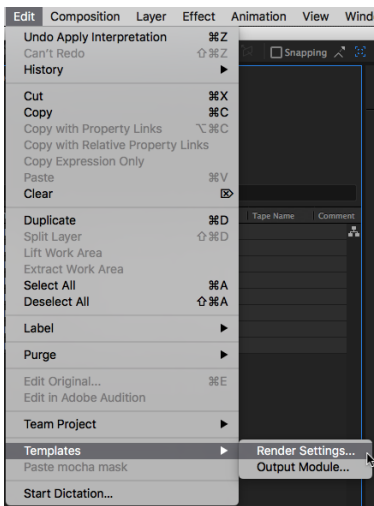 Edit Composition Layer Effect Animation View Wind
Undo Apply Interpretation ⌘Z
Can't Redo ⇧⌘Z
Snapping
History ▶
Cut ⌘X
Copy ⌘C
Copy with Property Links ⌥⌘C
Copy with Relative Property Links
Copy Expression Only
Paste ⌘V
Clear ⌦
Duplicate ⌘D
Tape Name Comment
Split Layer ⇧⌘D
Lift Work Area
Extract Work Area
Select All ⌘A
Deselect All ⇧⌘A
Label ▶
Purge ▶
Edit Original... ⌘E
Edit in Adobe Audition
Team Project ▶
Templates ▶ Render Settings...
Paste mocha mask Output Module...
Start Dictation...